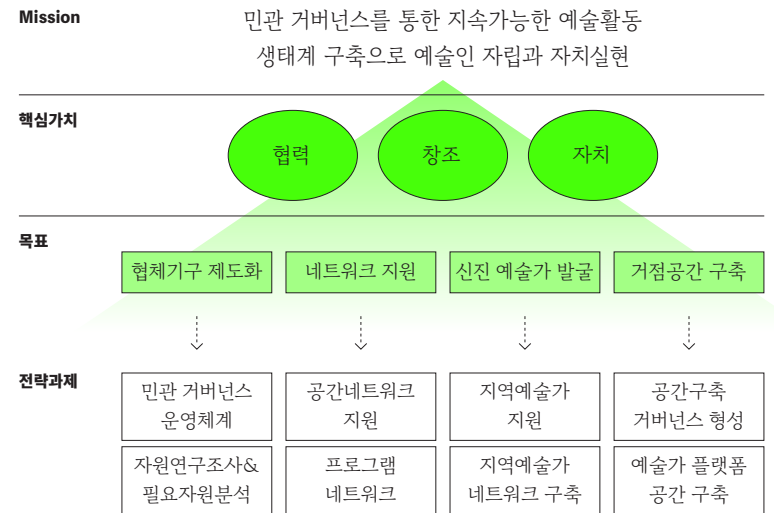 Mission
민관 거버넌스를 통한 지속가능한 예술활동
생태계 구축으로 예술인 자립과 자치실현
핵심가치
협력
창조
자치
목표
협체기구 제도화
네트워크 지원
신진 예술가 발굴
거점공간 구축
전략과제
민관 거버넌스
운영체계
공간네트워크
지원
지역예술가
지원
공간구축
거버넌스 형성
자원연구조사&
필요자원분석
프로그램
네트워크
지역예술가
네트워크 구축
예술가 플랫폼
공간 구축